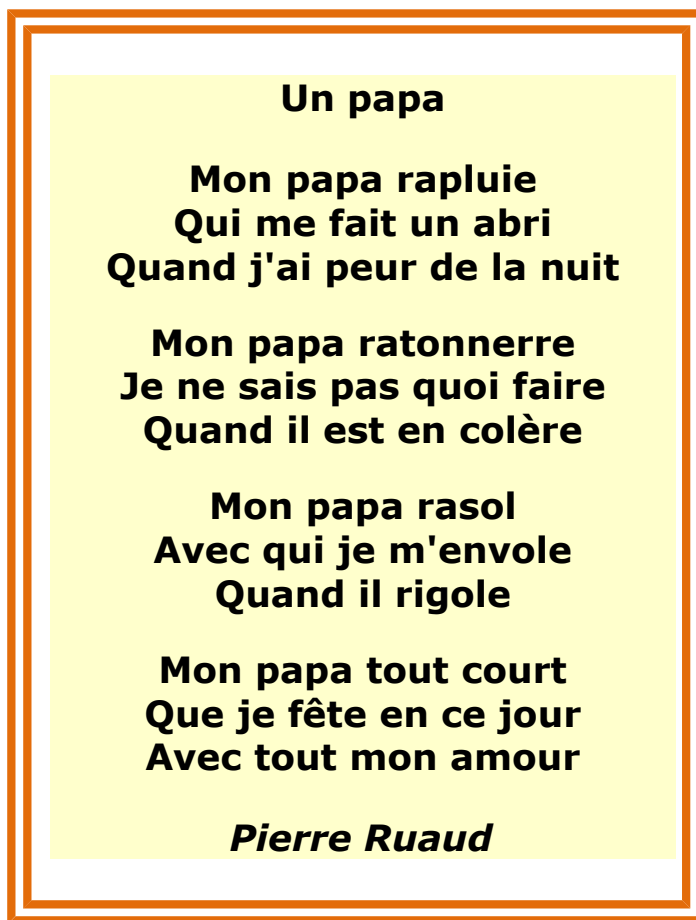 Un papa
Mon papa rapluie
Qui me fait un abri
Quand j'ai peur de la nuit
Mon papa ratonnerre
Je ne sais pas quoi faire
Quand il est en colère
Mon papa rasol
Avec qui je m'envole
Quand il rigole
Mon papa tout court
Que je fête en ce jour
Avec tout mon amour
Pierre Ruaud